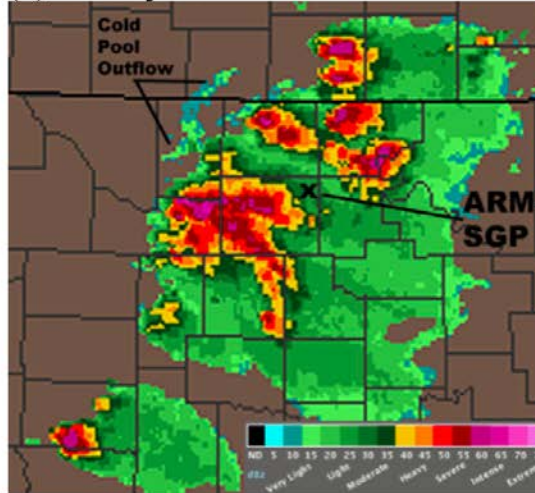 Cold
Pool
Outflow
X
ARM
SGP
ND 5 10 15 20 25 30 35 40 45 50 55 60 65 70
dBz Very Light Light Moderate Heavy Severe Intense Extreme